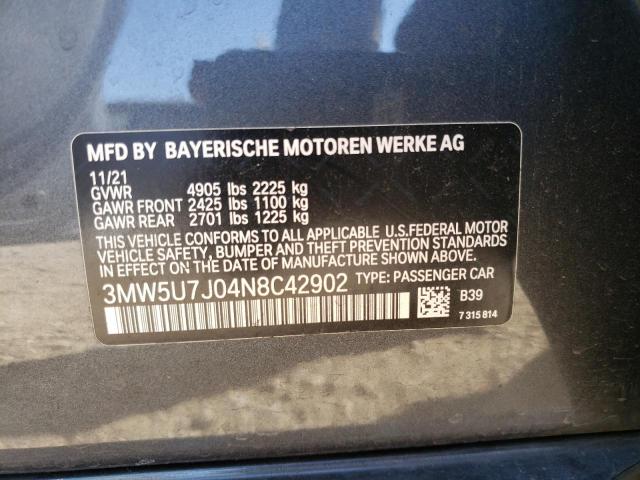 MFD BY BAYERISCHE MOTOREN WERKE AG
11/21
GVWR 4905 lbs 2225 kg
GAWR FRONT 2425 lbs 1100 kg
GAWR REAR 2701 lbs 1225 kg
THIS VEHICLE CONFORMS TO ALL APPLICABLE U.S.FEDERAL MOTOR
VEHICLE SAFETY, BUMPER AND THEFT PREVENTION STANDARDS
IN EFFECT ON THE DATE OF MANUFACTURE SHOWN ABOVE.
3MW5U7J04N8C42902 TYPE: PASSENGER CAR
B39
7 315 814